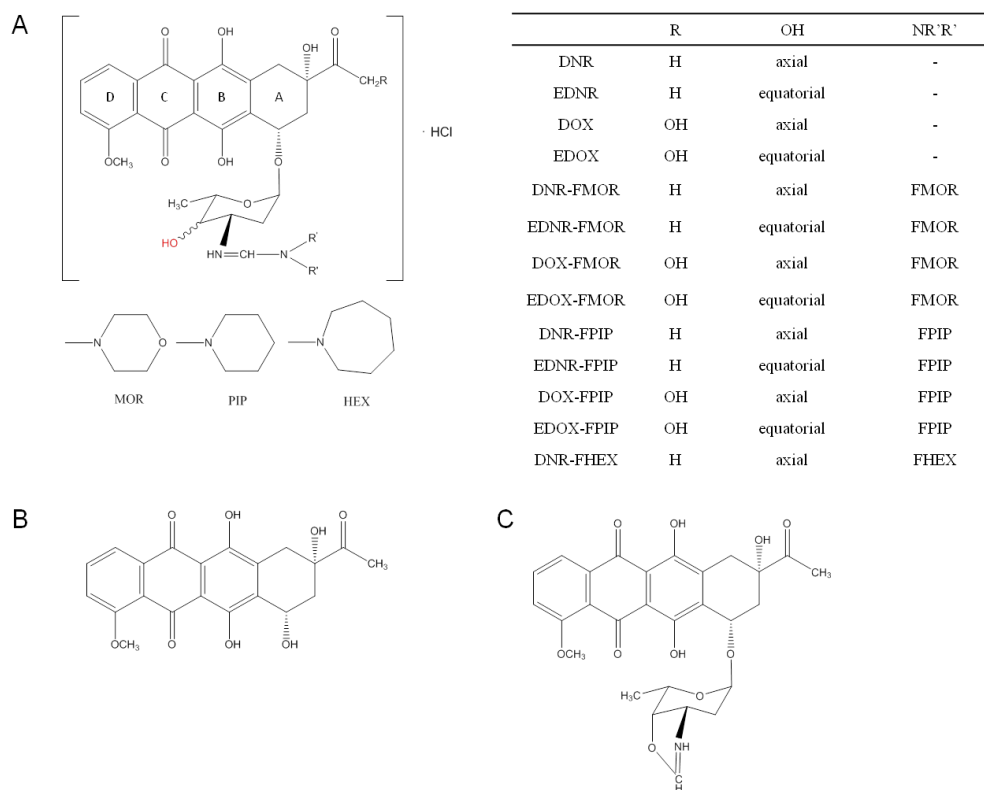 A
O OH OH O
D C B A
CH₂R
OCH₃ O OH O
· HCl
H₃C O
HO
HN=CH—N
R'
R'
N O N N
MOR PIP HEX
R OH NR'R'
DNR H axial -
EDNR H equatorial -
DOX OH axial -
EDOX OH equatorial -
DNR-FMOR H axial FMOR
EDNR-FMOR H equatorial FMOR
DOX-FMOR OH axial FMOR
EDOX-FMOR OH equatorial FMOR
DNR-FPIP H axial FPIP
EDNR-FPIP H equatorial FPIP
DOX-FPIP OH axial FPIP
EDOX-FPIP OH equatorial FPIP
DNR-FHEX H axial FHEX
B
O OH OH O
CH₃
OCH₃ O OH OH
C
O OH OH O
CH₃
OCH₃ O OH O
H₃C O
O NH
C
H